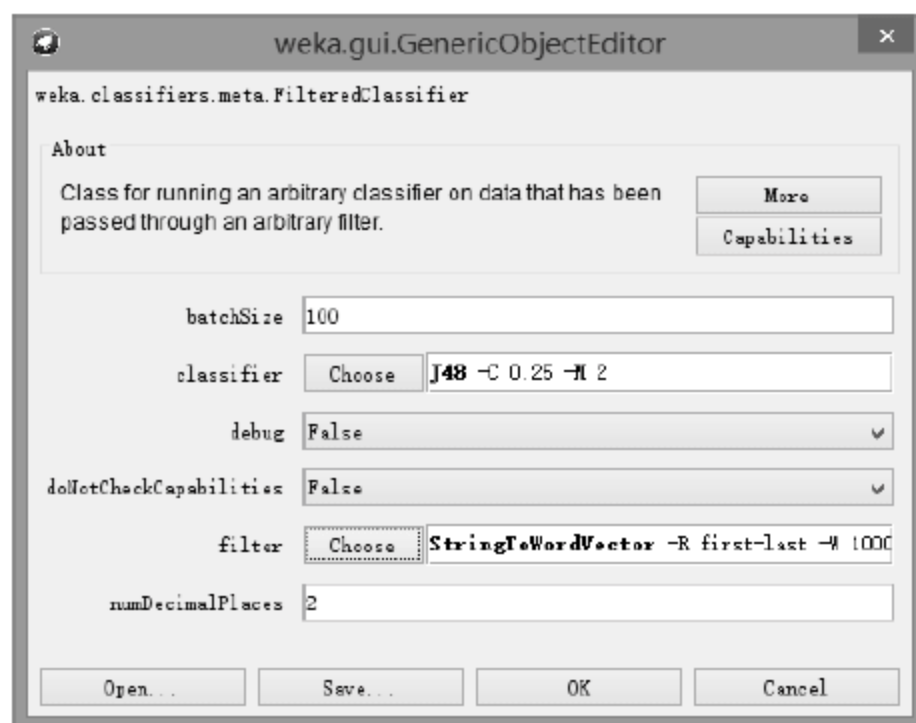 weka.gui.GenericObjectEditor
weka.classifiers.meta.FilteredClassifier
About
Class for running an arbitrary classifier on data that has been
passed through an arbitrary filter.
More
Capabilities
batchSize 100
classifier Choose J48 -C 0.25 -M 2
debug False
doNotCheckCapabilities False
filter Choose StringToWordVector -R first-last -W 1000
numDecimalPlaces 2
Open... Save... OK Cancel